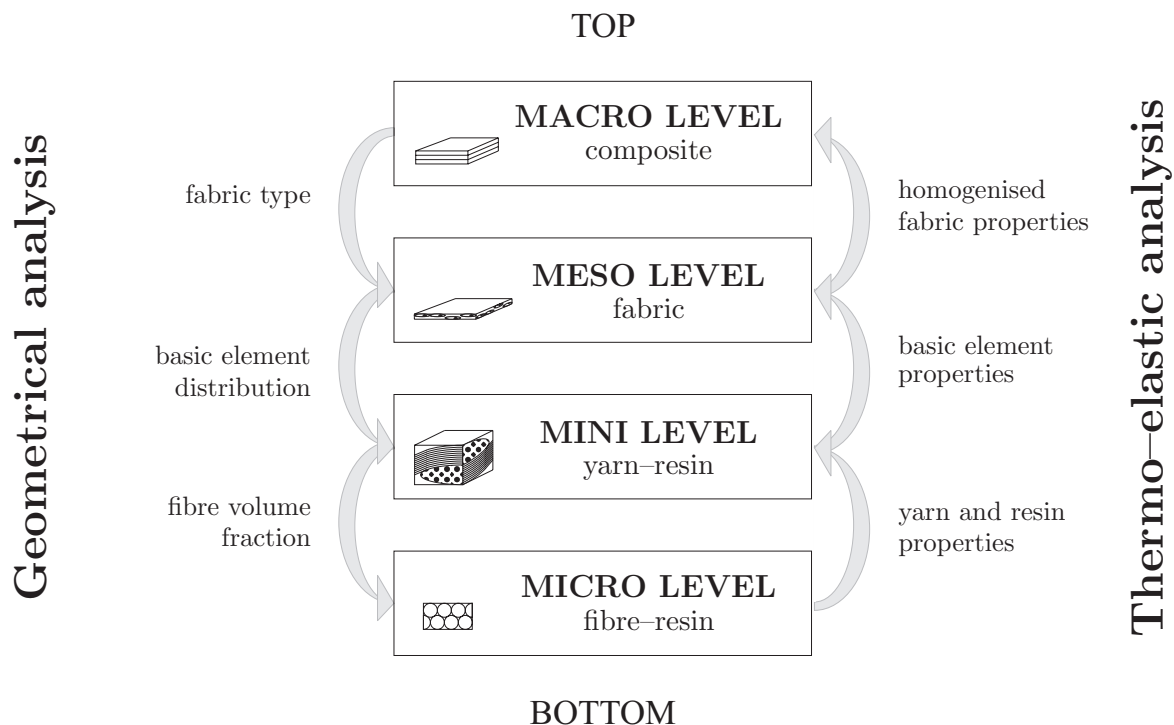 TOP
Geometrical analysis
MACRO LEVEL
composite
fabric type
homogenised
fabric properties
MESO LEVEL
fabric
basic element
distribution
basic element
properties
MINI LEVEL
yarn–resin
fibre volume
fraction
yarn and resin
properties
MICRO LEVEL
fibre–resin
Thermo–elastic analysis
BOTTOM